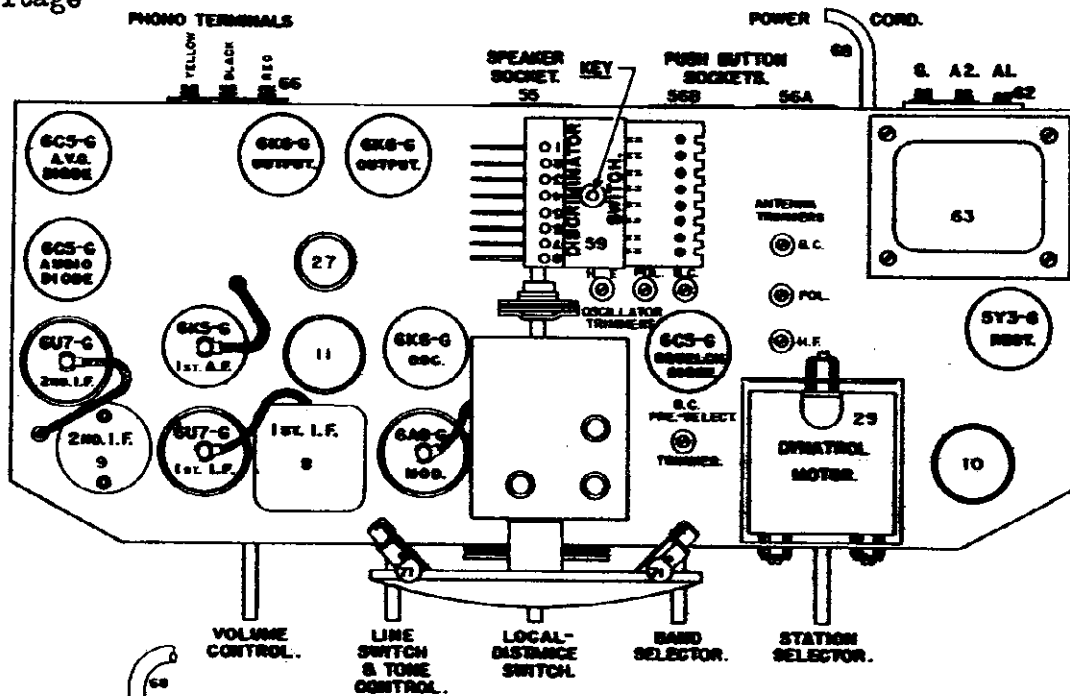 PHONO TERMINALS
YELLOW
BLACK
RED
66
SPEAKER
SOCKET.
55
KEY
PUSH BUTTON
SOCKETS.
56B
56A
POWER CORD.
68
G. A2. A1.
62
6C5-G
A.V.C.
DIODE
6K6-G
OUTPUT.
6K6-G
OUTPUT.
DISCRIMINATOR
SWITCH.
59
63
ANTENNA
TRIMMERS
B.C.
POL.
H.F.
6C5-G
AUDIO
DIODE
27
H.F. POL. B.C.
OSCILLATOR
TRIMMERS
5Y3-G
RECT.
6U7-G
2ND. I.F.
6K5-G
1ST. A.F.
11
6K6-G
OSC.
6C5-G
SQUELCH
B.C.
PRE-SELECT.
TRIMMER.
29
DYNATROL
MOTOR.
10
2ND. I.F.
9
6U7-G
1ST. I.F.
1ST. I.F.
8
6A8-G
MOD.
71
71
VOLUME
CONTROL.
LINE
SWITCH
& TONE
CONTROL.
LOCAL-
DISTANCE
SWITCH.
BAND
SELECTOR.
STATION
SELECTOR.
68